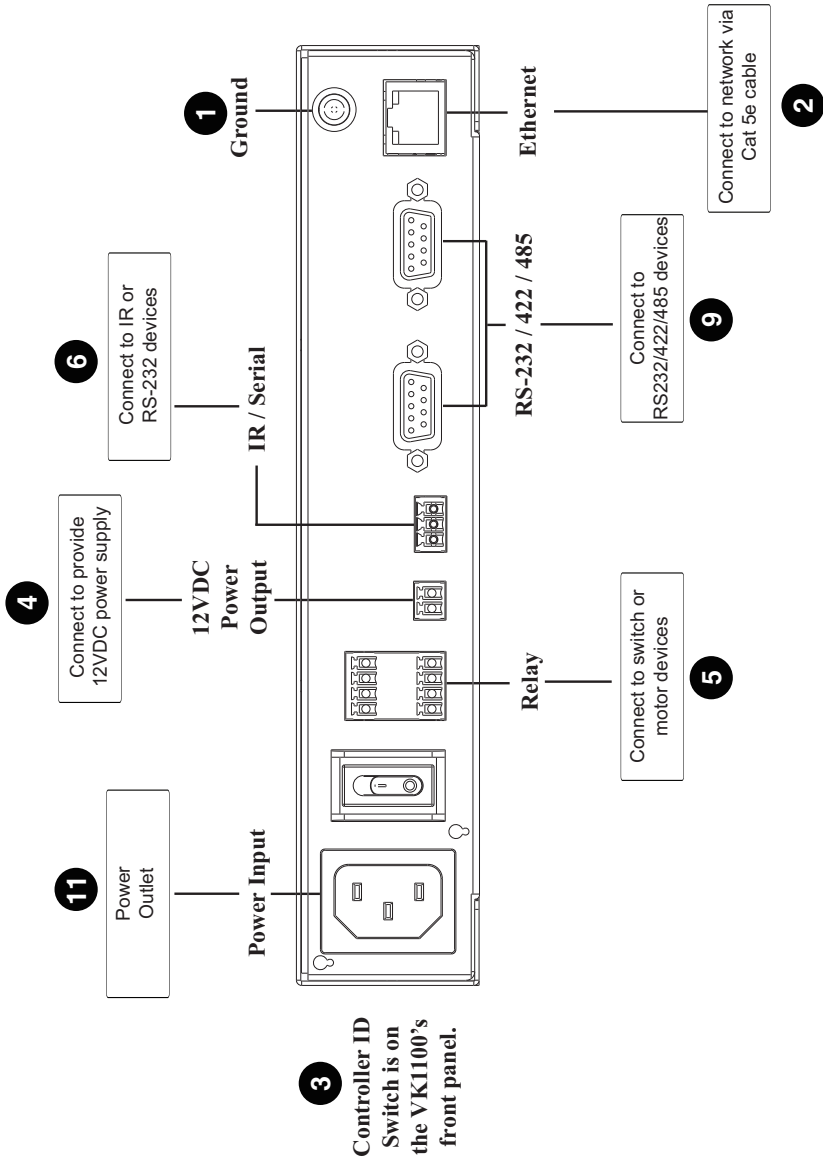 1
Ground
6
Connect to IR or
RS-232 devices
IR / Serial
4
Connect to provide
12VDC power supply
12VDC
Power
Output
11
Power
Outlet
Power Input
3
Controller ID
Switch is on
the VK1100's
front panel.
Ethernet
Connect to network via
Cat 5e cable
2
RS-232 / 422 / 485
Connect to
RS232/422/485 devices
9
Relay
Connect to switch or
motor devices
5